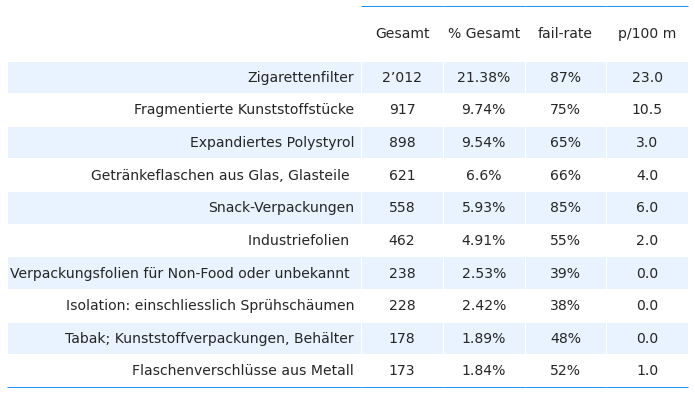 Gesamt % Gesamt fail-rate p/100 m
Zigarettenfilter 2’012 21.38% 87% 23.0
Fragmentierte Kunststoffstücke 917 9.74% 75% 10.5
Expandiertes Polystyrol 898 9.54% 65% 3.0
Getränkeflaschen aus Glas, Glasteile 621 6.6% 66% 4.0
Snack-Verpackungen 558 5.93% 85% 6.0
Industriefolien 462 4.91% 55% 2.0
Verpackungsfolien für Non-Food oder unbekannt 238 2.53% 39% 0.0
Isolation: einschliesslich Sprühschäumen 228 2.42% 38% 0.0
Tabak; Kunststoffverpackungen, Behälter 178 1.89% 48% 0.0
Flaschenverschlüsse aus Metall 173 1.84% 52% 1.0